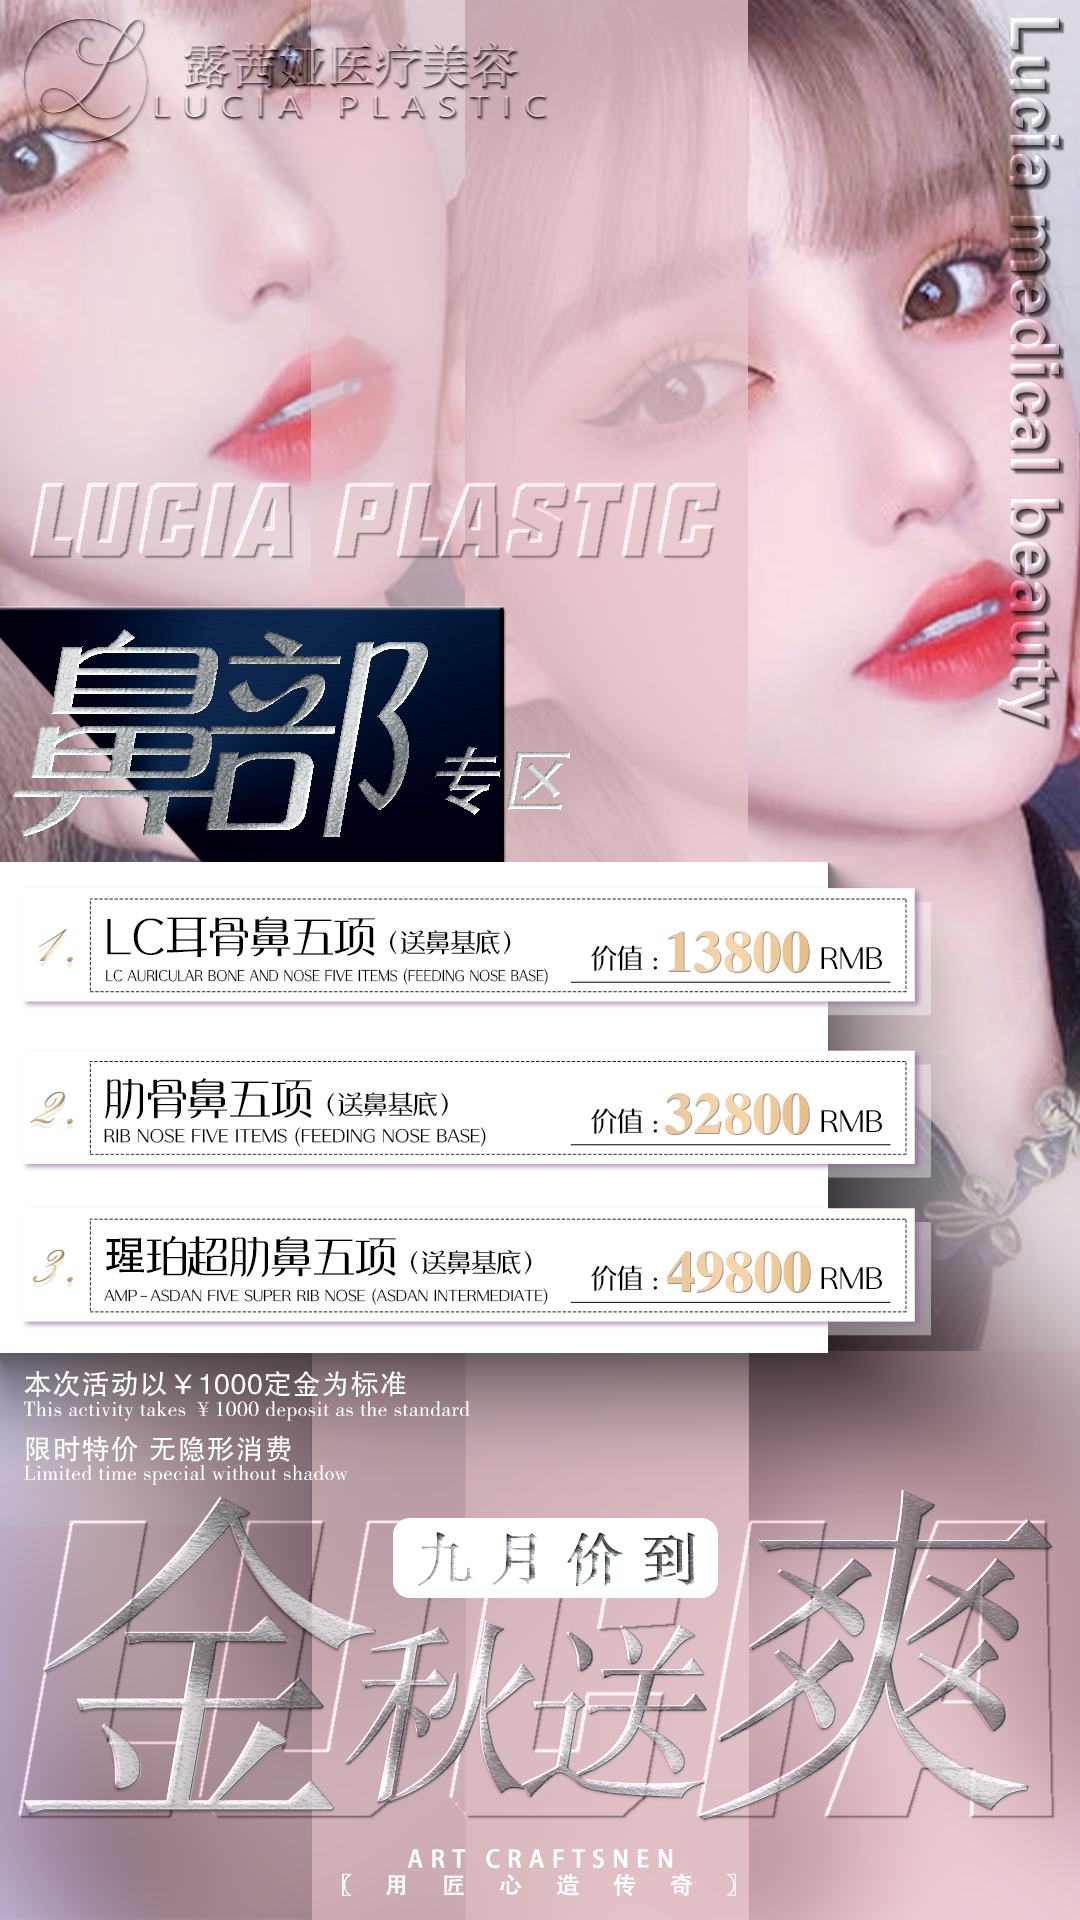 露茜娅医疗美容
LUCIA PLASTIC
Lucia medical beauty
LUCIA PLASTIC
鼻部专区
1.
LC耳骨鼻五项（送鼻基底）
LC AURICULAR BONE AND NOSE FIVE ITEMS (FEEDING NOSE BASE)
价值：13800 RMB
2.
肋骨鼻五项（送鼻基底）
RIB NOSE FIVE ITEMS (FEEDING NOSE BASE)
价值：32800 RMB
3.
瑆珀超肋鼻五项（送鼻基底）
AMP-ASDAN FIVE SUPER RIB NOSE (ASDAN INTERMEDIATE)
价值：49800 RMB
本次活动以￥1000定金为标准
This activity takes ￥1000 deposit as the standard
限时特价 无隐形消费
Limited time special without shadow
九月价到
金秋送爽
LUCIA
ART CRAFTSNEN
〖用匠心造传奇〗